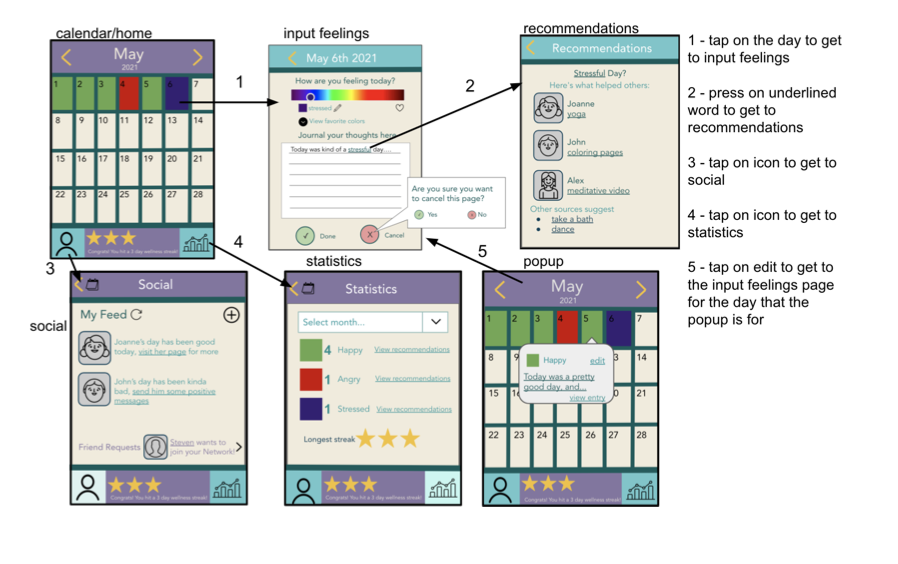 calendar/home
May
2021
1 2 3 4 5 6 7
8 9 10 11 12 13 14
15 16 17 18 19 20 21
22 23 24 25 26 27 28
Congrats! You hit a 3 day wellness streak!
1
input feelings
May 6th 2021
How are you feeling today?
stressed
View favorite colors
Journal your thoughts here
Today was kind of a stressful day....
Are you sure you want
to cancel this page?
Yes No
Done X Cancel
2
recommendations
Recommendations
Stressful Day?
Here's what helped others:
Joanne
yoga
John
coloring pages
Alex
meditative video
Other sources suggest
take a bath
dance
1 - tap on the day to get
to input feelings
2 - press on underlined
word to get to
recommendations
3 - tap on icon to get to
social
4 - tap on icon to get to
statistics
5 - tap on edit to get to
the input feelings page
for the day that the
popup is for
3
4
5
social
Social
My Feed
Joanne's day has been good
today, visit her page for more
John's day has been kinda
bad, send him some positive
messages
Friend Requests
Steven wants to
join your Network!
Congrats! You hit a 3 day wellness streak!
statistics
Statistics
Select month...
4 Happy View recommendations
1 Angry View recommendations
1 Stressed View recommendations
Longest streak
Congrats! You hit a 3 day wellness streak!
popup
May
2021
1 2 3 4 5 6 7
8 9 3 14
15 16 20 21
22 23 24 25 26 27 28
Happy edit
Today was a pretty
good day, and...
view entry
Congrats! You hit a 3 day wellness streak!